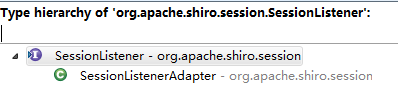 Type hierarchy of 'org.apache.shiro.session.SessionListener':
SessionListener - org.apache.shiro.session
SessionListenerAdapter - org.apache.shiro.session